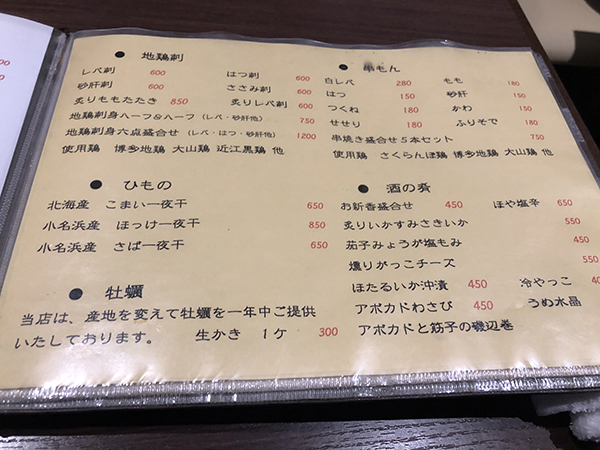 ● 地鶏刺
レバ刺 600 はつ刺 600
砂肝刺 600 ささみ刺 600
炙りももたたき 850 炙りレバ刺 600
地鶏刺身ハーフ@ハーフ（レバ・砂肝他） 750
地鶏刺身六点盛合せ（レバ・はつ・砂肝他） 1200
使用鶏 博多地鶏 大山鶏 近江黒鶏 他
● ひもの
北海産 こまい一夜干 650
小名浜産 ほっけ一夜干 850
小名浜産 さば一夜干 650
● 牡蠣
当店は、産地を変えて牡蠣を一年中ご提供
いたしております。 生かき 1ケ 300
● 串もん
白レバ 280 もも 180
はつ 150 砂肝 150
つくね 180 かわ 150
せせり 180 ふりそで 180
串焼き盛合せ5本セット 750
使用鶏 さくらんぼ鶏 博多地鶏 大山鶏 他
● 酒の肴
お新香盛合せ 450 ほや塩辛 650
炙りいかすみさきいか 550
茄子みょうが塩もみ 550
燻りがっこチーズ 550
ほたるいか沖漬 450 冷やっこ 400
アボカドわさび 450 うめ水晶
アボカドと筋子の磯辺巻